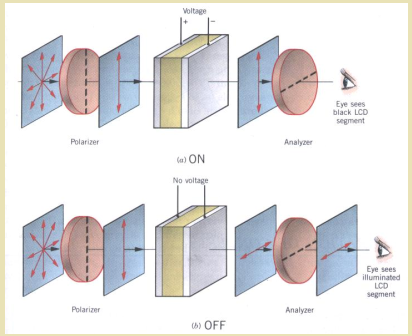 Voltage
+ −
Eye sees
black LCD
segment
Polarizer
Analyzer
(a) ON
No voltage
Eye sees
illuminated
LCD
segment
Polarizer
Analyzer
(b) OFF